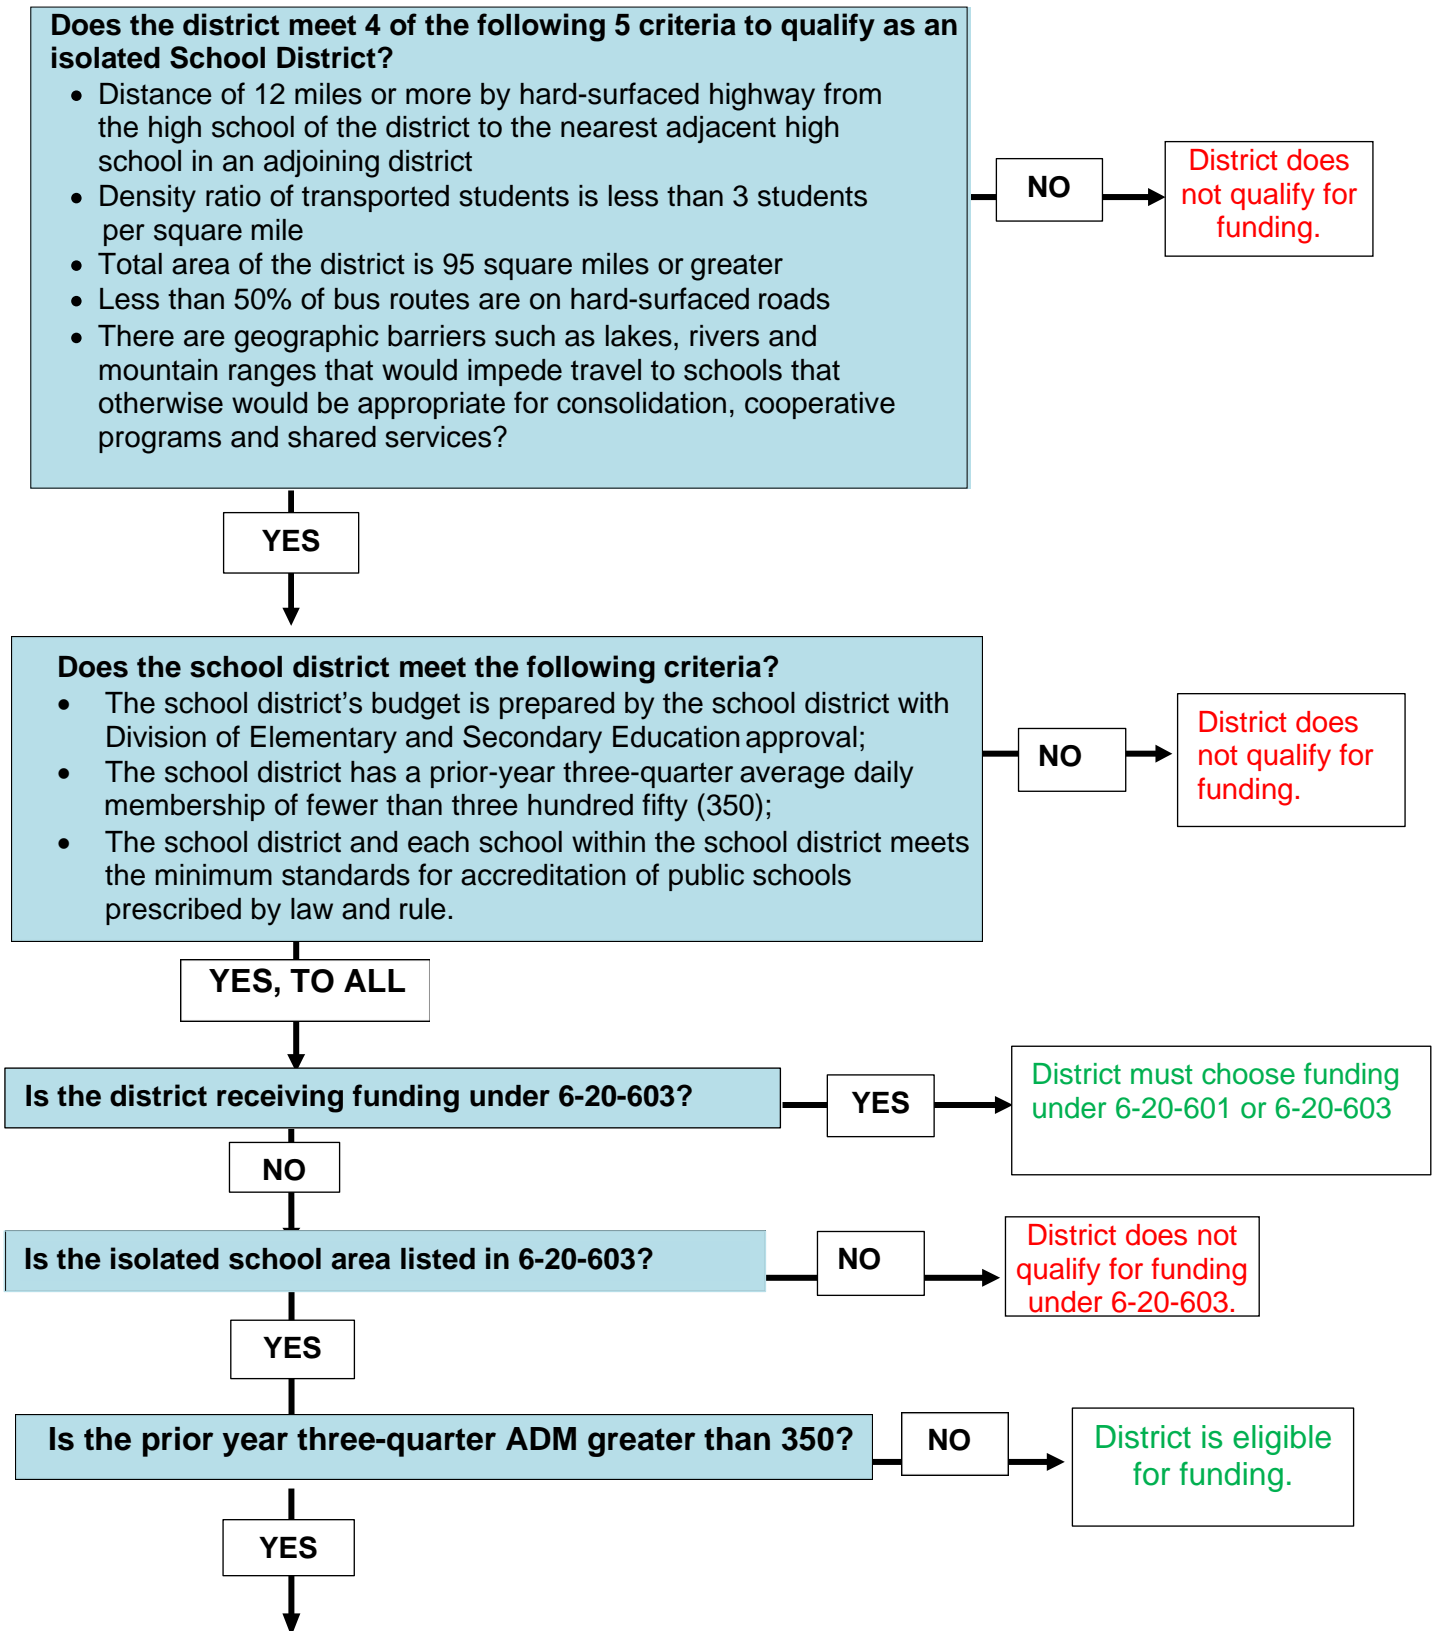 Does the district meet 4 of the following 5 criteria to qualify as an
isolated School District?
• Distance of 12 miles or more by hard-surfaced highway from
the high school of the district to the nearest adjacent high
school in an adjoining district
• Density ratio of transported students is less than 3 students
per square mile
• Total area of the district is 95 square miles or greater
• Less than 50% of bus routes are on hard-surfaced roads
• There are geographic barriers such as lakes, rivers and
mountain ranges that would impede travel to schools that
otherwise would be appropriate for consolidation, cooperative
programs and shared services?
NO
District does
not qualify for
funding.
YES
Does the school district meet the following criteria?
• The school district’s budget is prepared by the school district with
Division of Elementary and Secondary Education approval;
• The school district has a prior-year three-quarter average daily
membership of fewer than three hundred fifty (350);
• The school district and each school within the school district meets
the minimum standards for accreditation of public schools
prescribed by law and rule.
NO
District does
not qualify for
funding.
YES, TO ALL
Is the district receiving funding under 6-20-603?
YES
District must choose funding
under 6-20-601 or 6-20-603
NO
Is the isolated school area listed in 6-20-603?
NO
District does not
qualify for funding
under 6-20-603.
YES
Is the prior year three-quarter ADM greater than 350?
NO
District is eligible
for funding.
YES